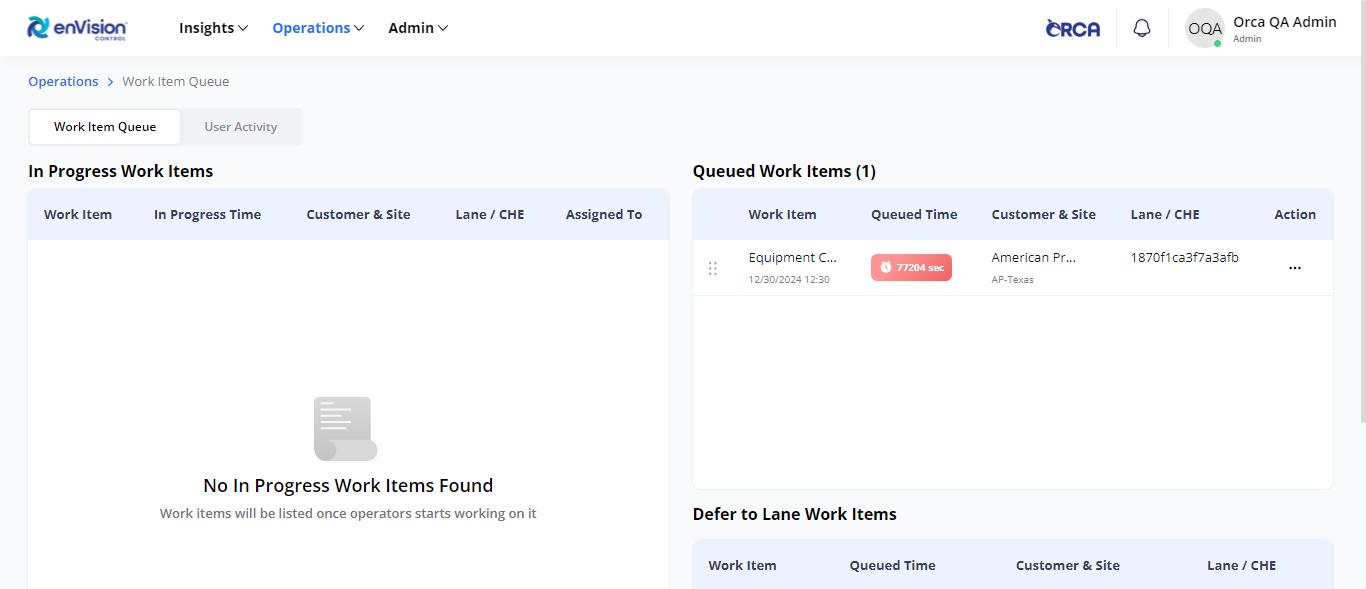 enVision
CONTROL
Insights
Operations
Admin
ORCA
OQA
Orca QA Admin
Admin
Operations > Work Item Queue
Work Item Queue
User Activity
In Progress Work Items
Work Item In Progress Time Customer & Site Lane / CHE Assigned To
No In Progress Work Items Found
Work items will be listed once operators starts working on it
Queued Work Items (1)
Work Item Queued Time Customer & Site Lane / CHE Action
Equipment C... 77204 sec American Pr... 1870f1ca3f7a3afb ...
12/30/2024 12:30 AP-Texas
Defer to Lane Work Items
Work Item Queued Time Customer & Site Lane / CHE